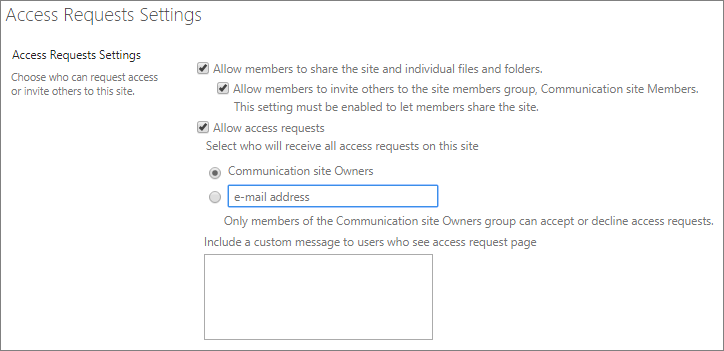 Access Requests Settings
Access Requests Settings
Choose who can request access
or invite others to this site.
Allow members to share the site and individual files and folders.
Allow members to invite others to the site members group, Communication site Members.
This setting must be enabled to let members share the site.
Allow access requests
Select who will receive all access requests on this site
Communication site Owners
e-mail address
Only members of the Communication site Owners group can accept or decline access requests.
Include a custom message to users who see access request page